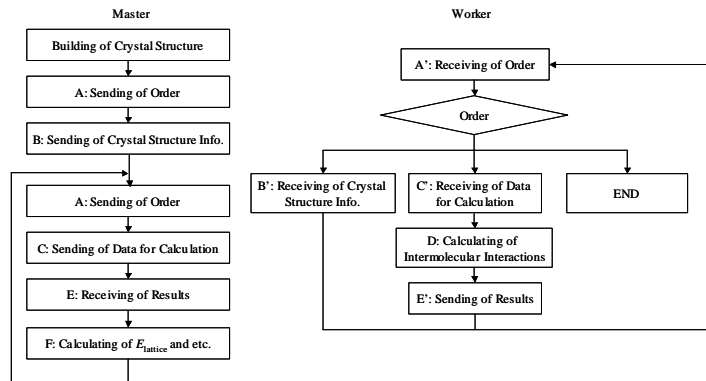 Master
Building of Crystal Structure
A: Sending of Order
B: Sending of Crystal Structure Info.
A: Sending of Order
C: Sending of Data for Calculation
E: Receiving of Results
F: Calculating of Elattice and etc.
Worker
A’: Receiving of Order
Order
B’: Receiving of Crystal
Structure Info.
C’: Receiving of Data
for Calculation
END
D: Calculating of
Intermolecular Interactions
E’: Sending of Results